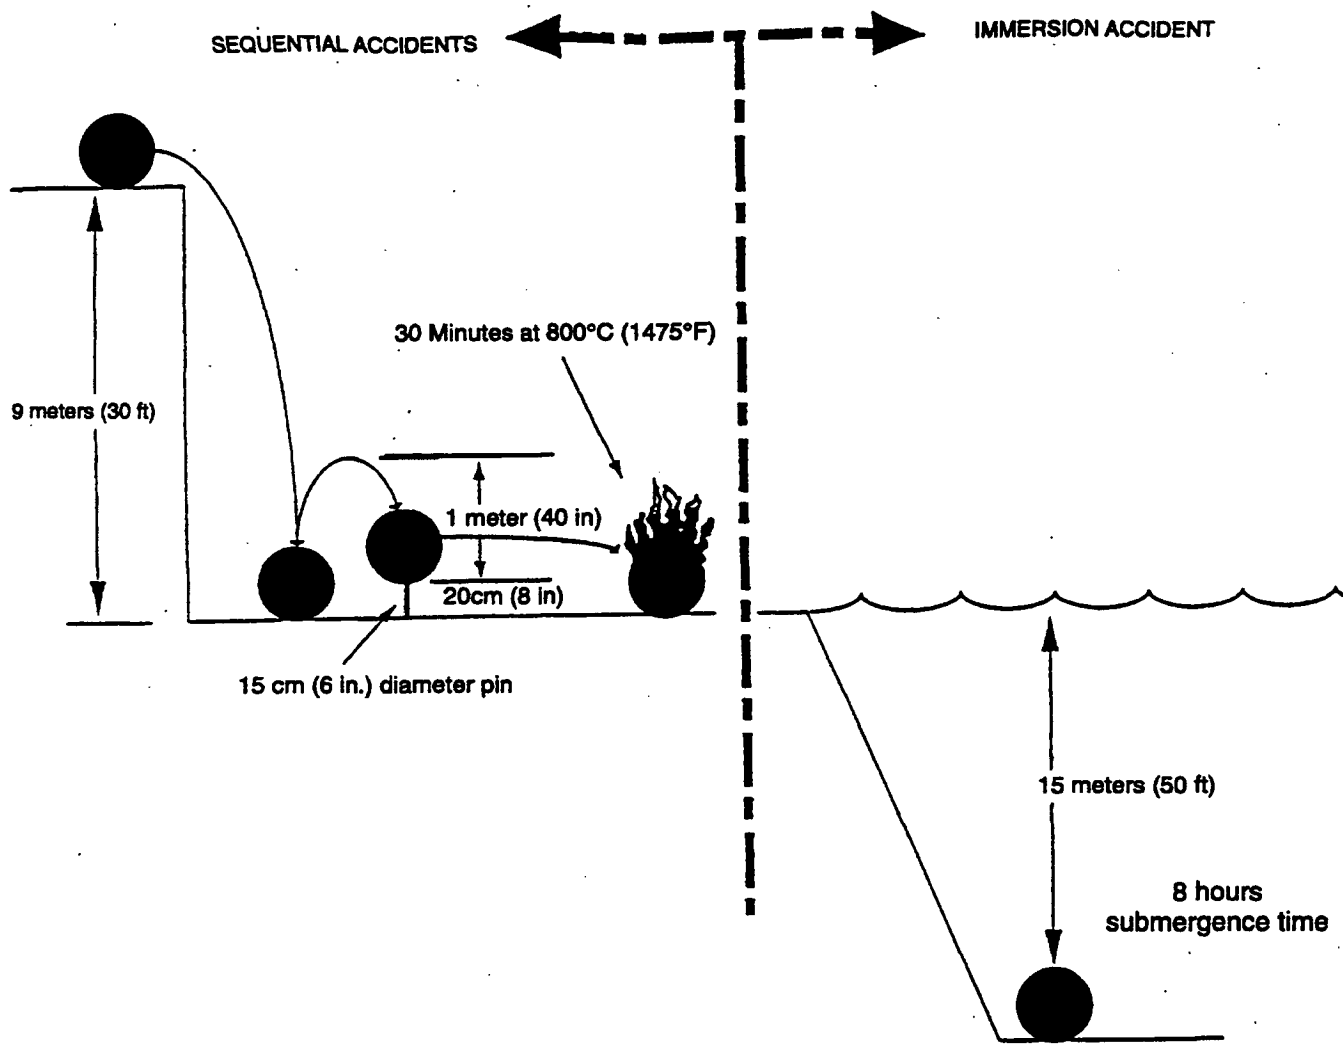 SEQUENTIAL ACCIDENTS
IMMERSION ACCIDENT
30 Minutes at 800°C (1475°F)
9 meters (30 ft)
1 meter (40 in)
20cm (8 in)
15 cm (6 in.) diameter pin
15 meters (50 ft)
8 hours
submergence time